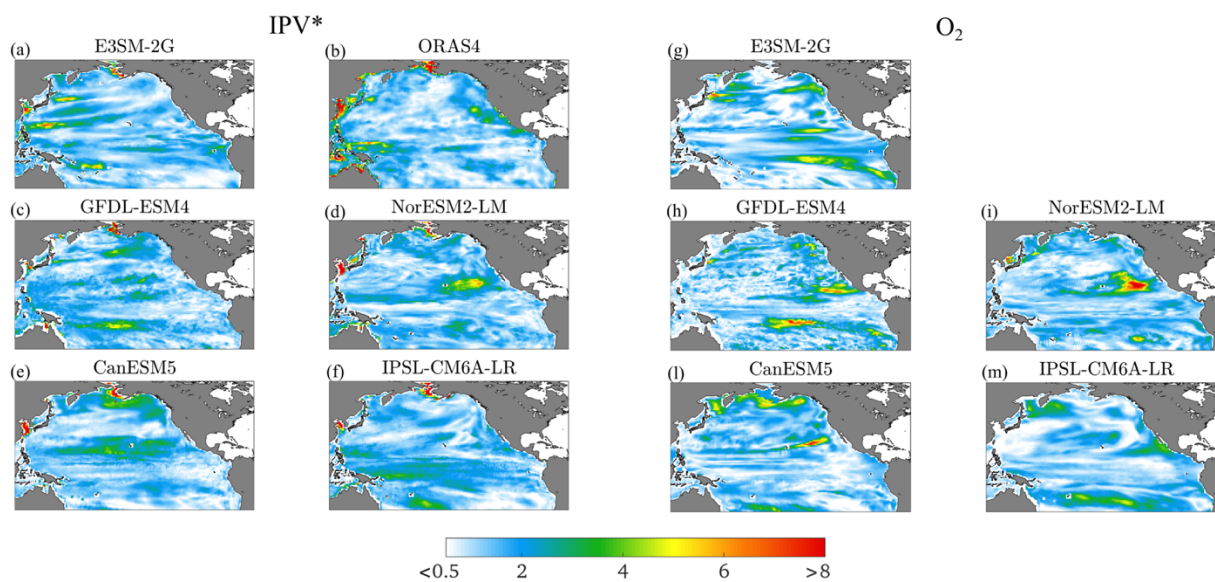 IPV* O₂
(a) E3SM-2G (b) ORAS4 (g) E3SM-2G
(c) GFDL-ESM4 (d) NorESM2-LM (h) GFDL-ESM4 (i) NorESM2-LM
(e) CanESM5 (f) IPSL-CM6A-LR (l) CanESM5 (m) IPSL-CM6A-LR
<0.5 2 4 6 >8